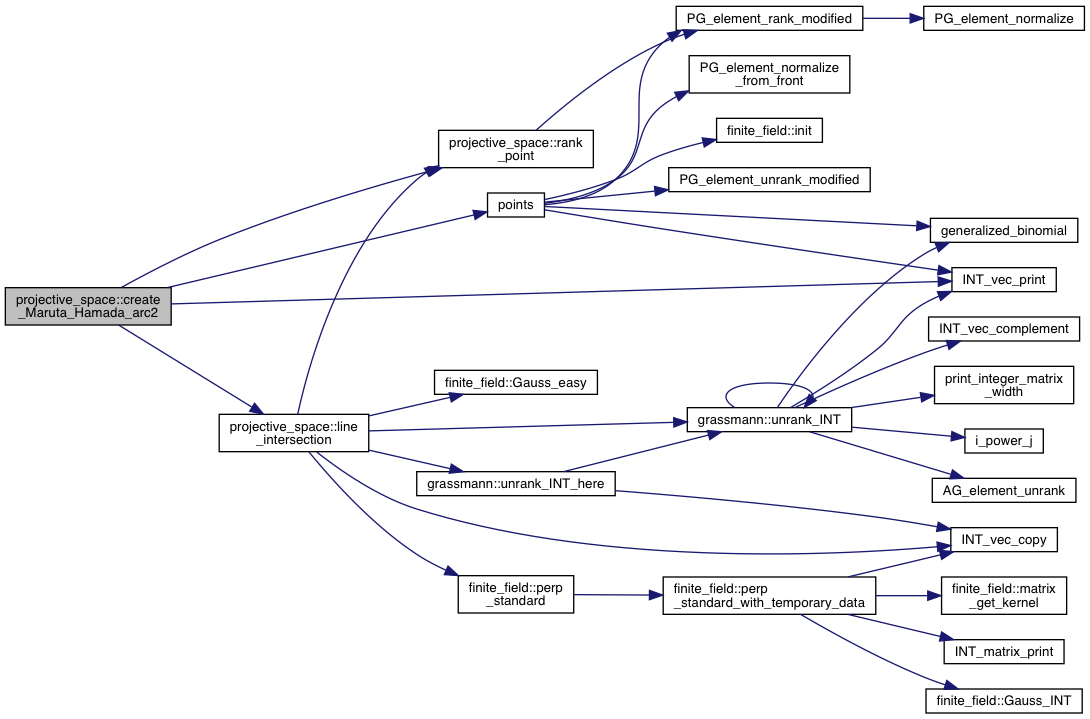 PG_element_rank_modified
PG_element_normalize
PG_element_normalize
_from_front
finite_field::init
projective_space::rank
_point
PG_element_unrank_modified
points
generalized_binomial
INT_vec_print
projective_space::create
_Maruta_Hamada_arc2
INT_vec_complement
finite_field::Gauss_easy
print_integer_matrix
_width
projective_space::line
_intersection
grassmann::unrank_INT
i_power_j
grassmann::unrank_INT_here
AG_element_unrank
INT_vec_copy
finite_field::perp
_standard
finite_field::perp
_standard_with_temporary_data
finite_field::matrix
_get_kernel
INT_matrix_print
finite_field::Gauss_INT